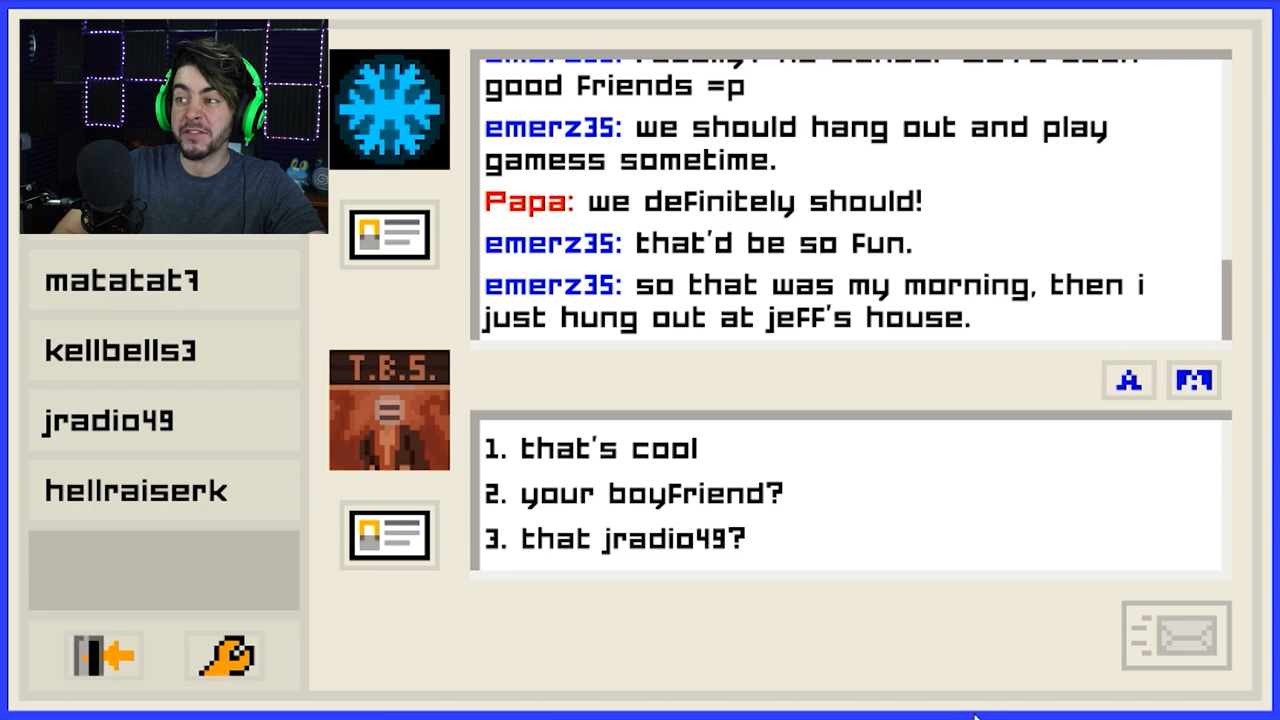 good friends =p
emerz35: we should hang out and play
gamess sometime.
Papa: we definitely should!
emerz35: that'd be so fun.
emerz35: so that was my morning, then i
just hung out at jeff's house.
matatat7
kellbells3
jradio49
hellraiserk
T.B.S.
A
1. that's cool
2. your boyfriend?
3. that jradio49?